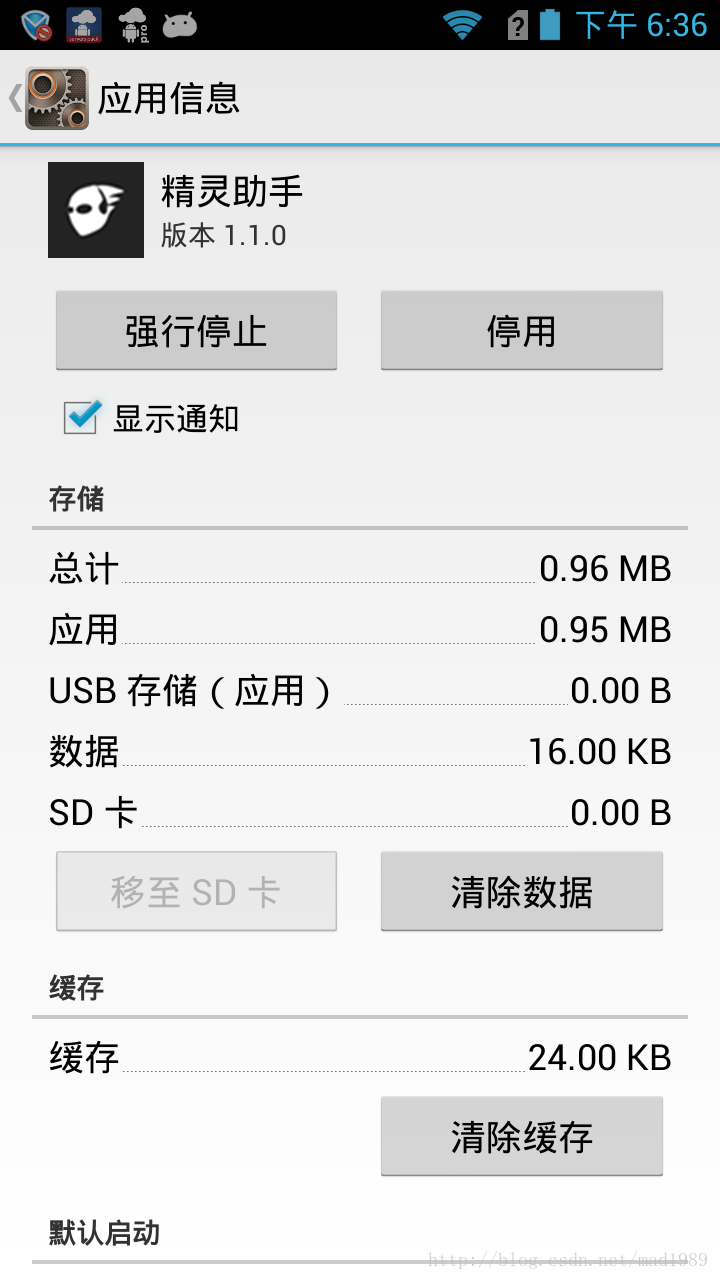 下午 6:36
应用信息
精灵助手
版本 1.1.0
强行停止 停用
显示通知
存储
总计 0.96 MB
应用 0.95 MB
USB 存储（应用） 0.00 B
数据 16.00 KB
SD 卡 0.00 B
移至 SD 卡 清除数据
缓存
缓存 24.00 KB
清除缓存
默认启动
http://blog.csdn.net/mad1989